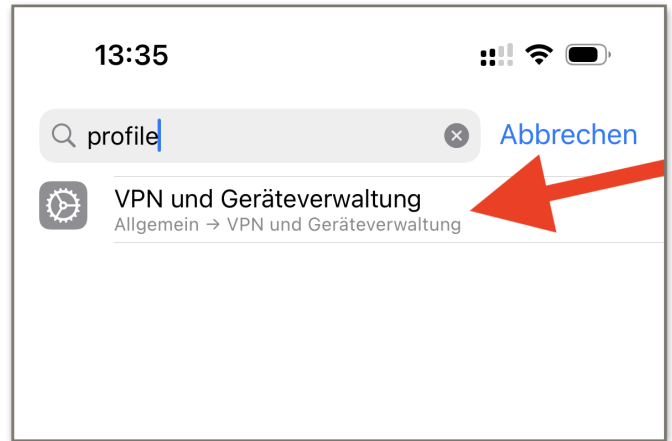 13:35
profile
Abbrechen
VPN und Geräteverwaltung
Allgemein → VPN und Geräteverwaltung